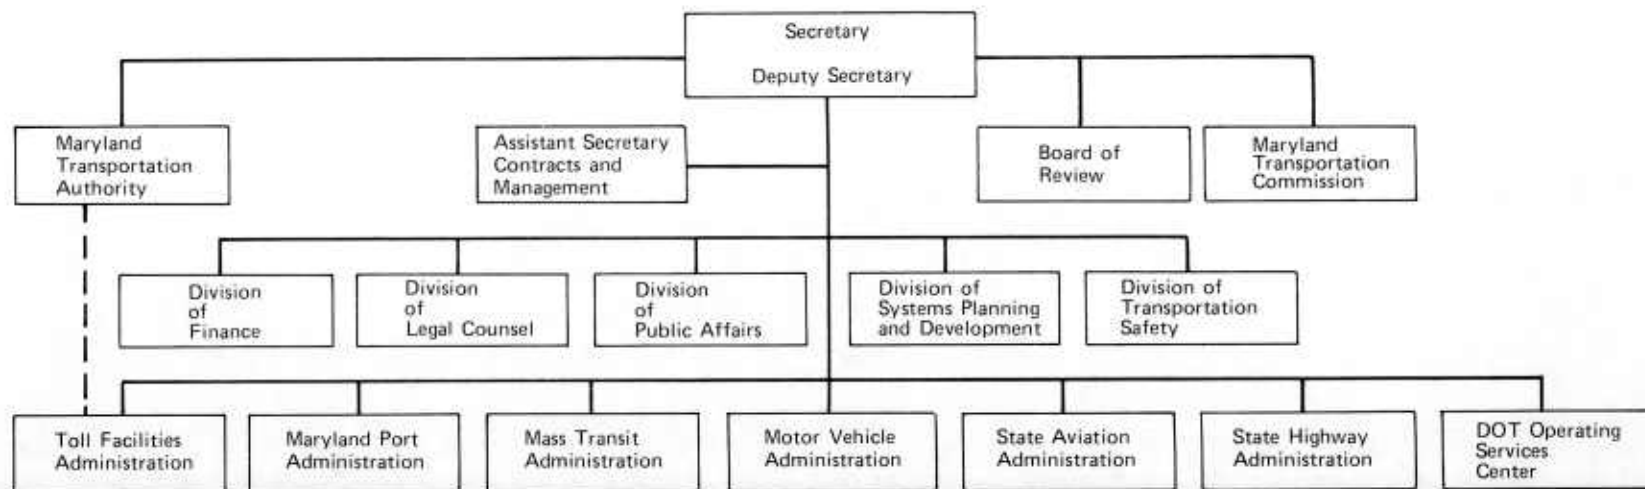 Secretary
Deputy Secretary
Maryland
Transportation
Authority
Assistant Secretary
Contracts and
Management
Board of
Review
Maryland
Transportation
Commission
Division
of
Finance
Division
of
Legal Counsel
Division
of
Public Affairs
Division of
Systems Planning
and Development
Division of
Transportation
Safety
Toll Facilities
Administration
Maryland Port
Administration
Mass Transit
Administration
Motor Vehicle
Administration
State Aviation
Administration
State Highway
Administration
DOT Operating
Services
Center